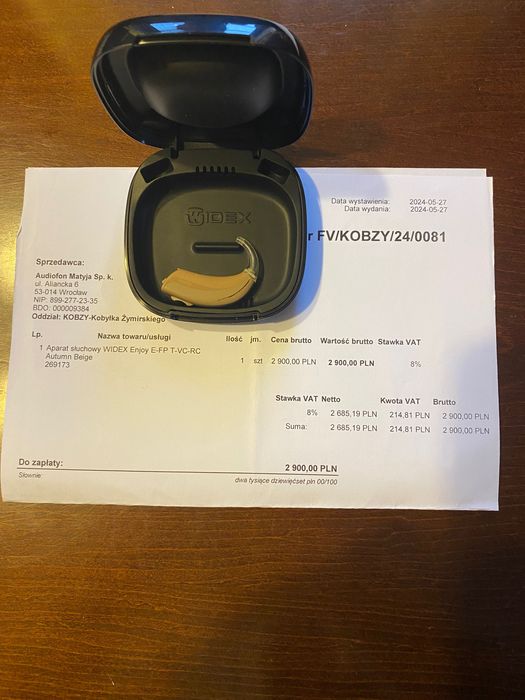 WIDEX
Data wystawienia: 2024-05-27
Data wydania: 2024-05-27
r FV/KOBZY/24/0081
Sprzedawca:
Audiofon Matyja Sp. k.
ul. Aliancka 6
53-014 Wrocław
NIP: 899-277-23-35
BDO: 000009384
Oddział: KOBZY-Kobyłka Żymirskiego
Lp. Nazwa towaru/usługi Ilość jm. Cena brutto Wartość brutto Stawka VAT
1 Aparat słuchowy WIDEX Enjoy E-FP T-VC-RC 1 szt 2 900,00 PLN 2 900,00 PLN 8%
Autumn Beige
269173
Stawka VAT Netto Kwota VAT Brutto
8% 2 685,19 PLN 214,81 PLN 2 900,00 PLN
Suma: 2 685,19 PLN 214,81 PLN 2 900,00 PLN
Do zapłaty: 2 900,00 PLN
Słownie: dwa tysiące dziewięćset pln 00/100